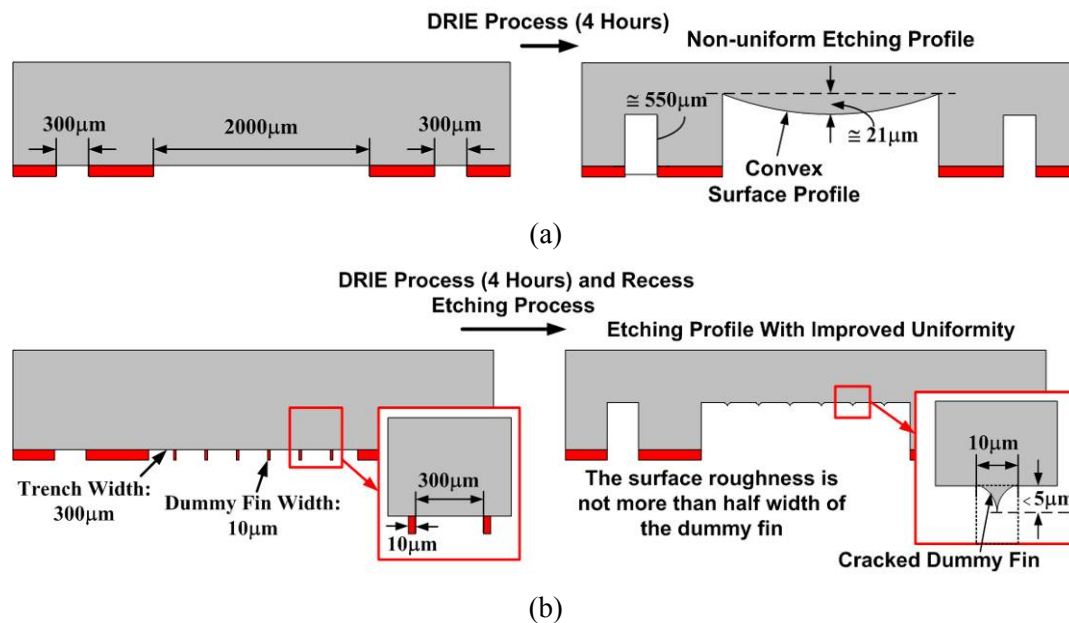 DRIE Process (4 Hours)
Non-uniform Etching Profile
300μm
2000μm
300μm
≅ 550μm
≅ 21μm
Convex
Surface Profile
(a)
DRIE Process (4 Hours) and Recess
Etching Process
Etching Profile With Improved Uniformity
Trench Width:
300μm
Dummy Fin Width:
10μm
300μm
10μm
The surface roughness is
not more than half width of
the dummy fin
10μm
<5μm
Cracked Dummy Fin
(b)